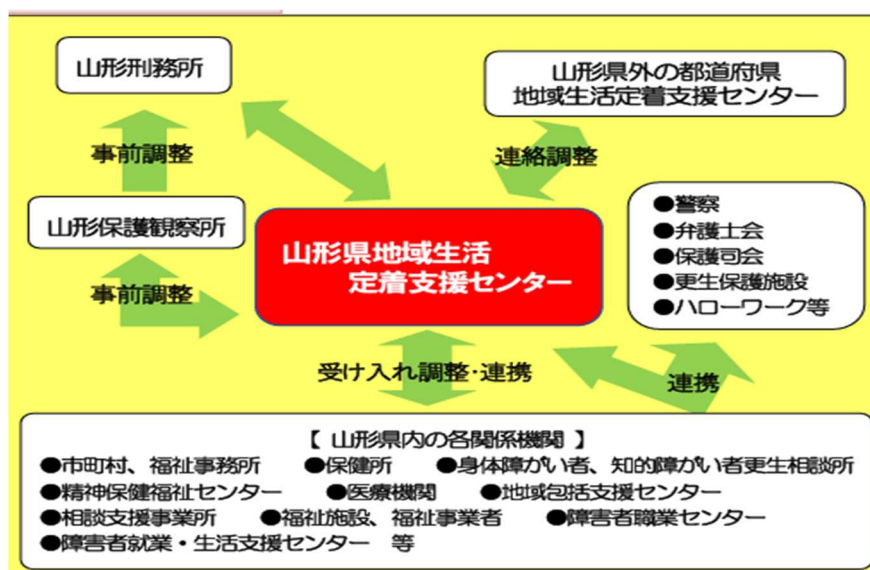 山形刑務所
山形県外の都道府県
地域生活定着支援センター
事前調整
連絡調整
山形保護観察所
●警察
●弁護士会
●保護司会
●更生保護施設
●ハローワーク等
山形県地域生活
定着支援センター
事前調整
受け入れ調整・連携
連携
【 山形県内の各関係機関 】
●市町村、福祉事務所 ●保健所 ●身体障がい者、知的障がい者更生相談所
●精神保健福祉センター ●医療機関 ●地域包括支援センター
●相談支援事業所 ●福祉施設、福祉事業者 ●障害者職業センター
●障害者就業・生活支援センター 等